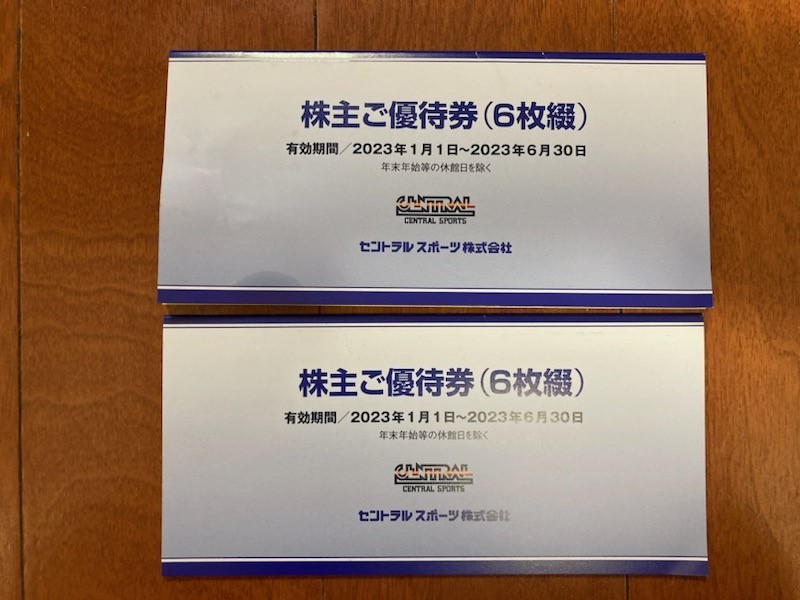 株主ご優待券(6枚綴)
有効期間／2023年1月1日～2023年6月30日
年末年始等の休館日を除く
CENTRAL
CENTRAL SPORTS
セントラルスポーツ株式会社
株主ご優待券(6枚綴)
有効期間／2023年1月1日～2023年6月30日
年末年始等の休館日を除く
CENTRAL
CENTRAL SPORTS
セントラルスポーツ株式会社